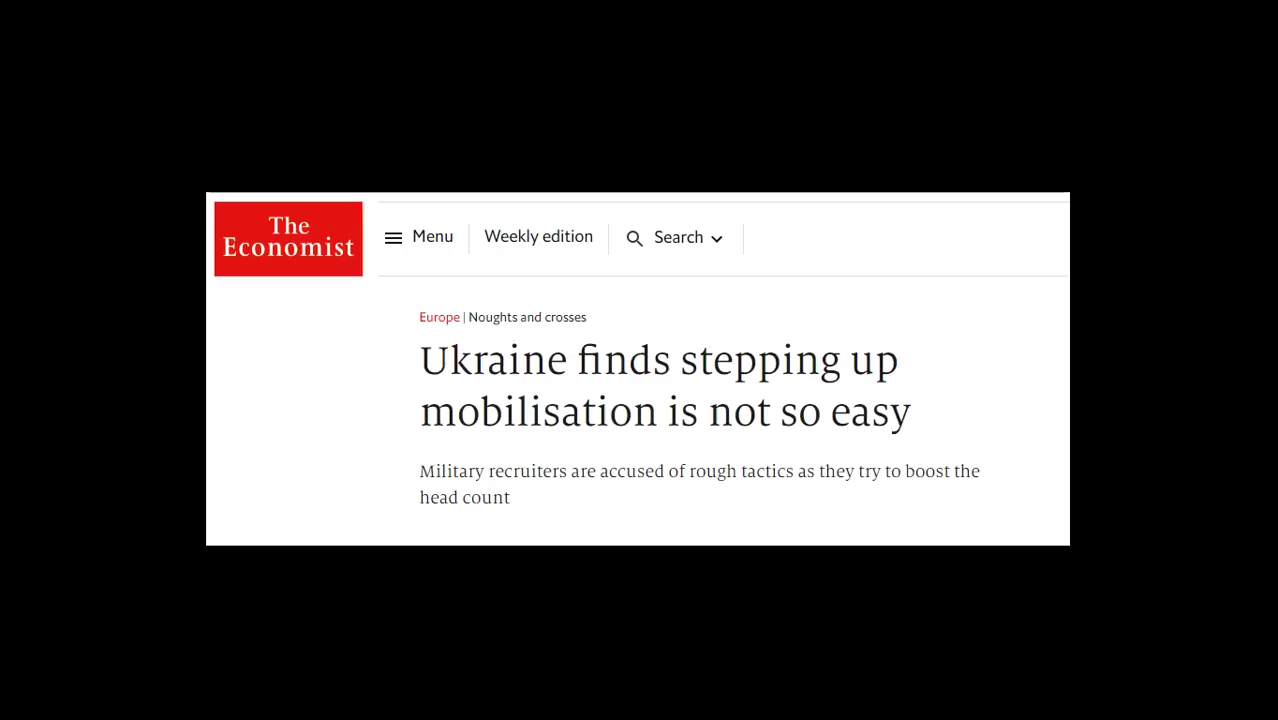 The
Economist
Menu
Weekly edition
Search
Europe | Noughts and crosses
Ukraine finds stepping up
mobilisation is not so easy
Military recruiters are accused of rough tactics as they try to boost the
head count